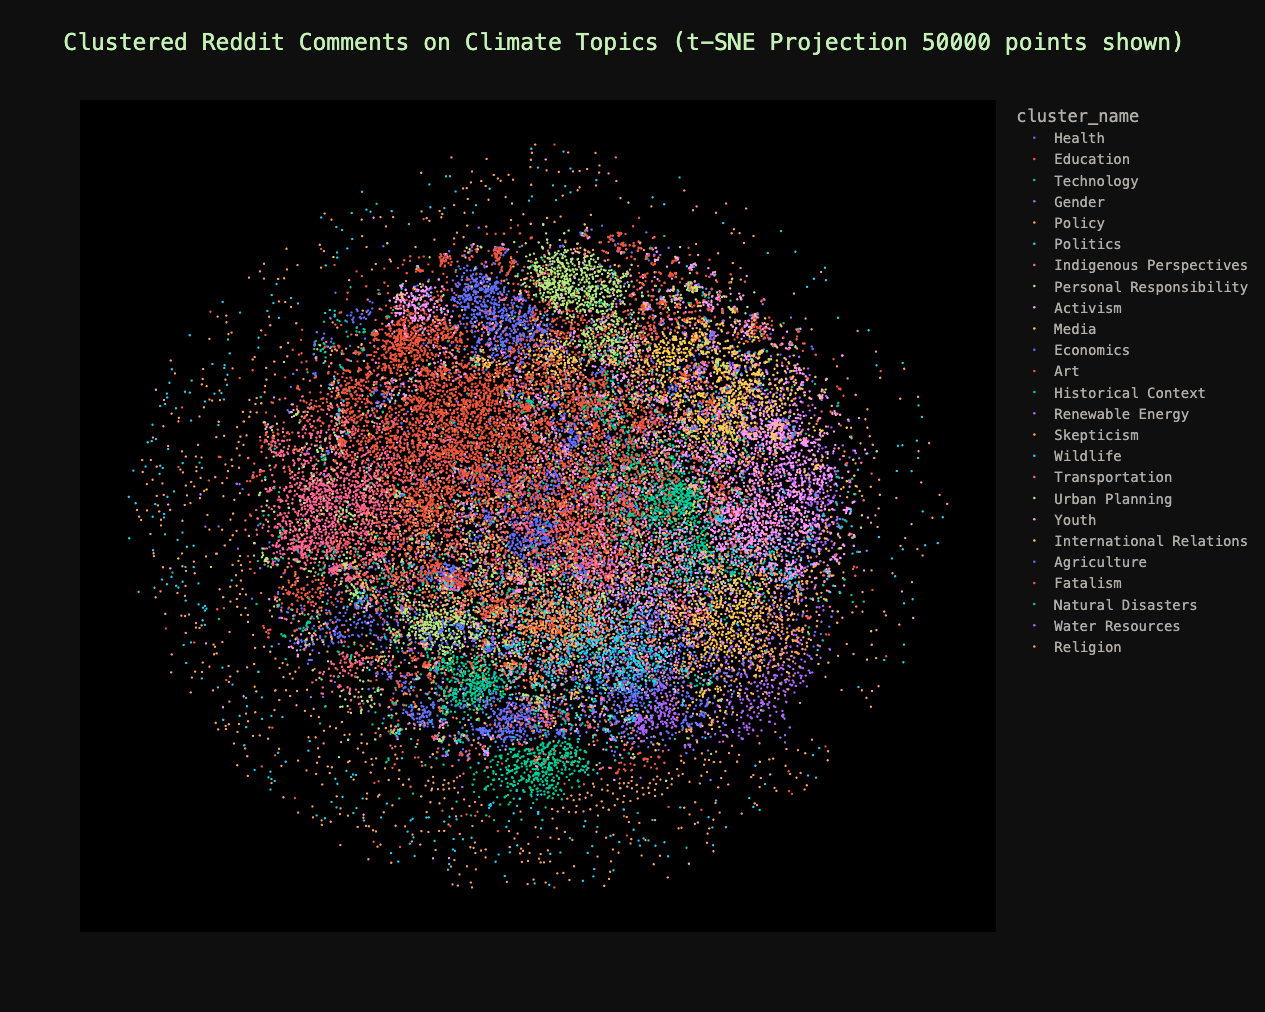 Clustered Reddit Comments on Climate Topics (t-SNE Projection 50000 points shown)
cluster_name
Health
Education
Technology
Gender
Policy
Politics
Indigenous Perspectives
Personal Responsibility
Activism
Media
Economics
Art
Historical Context
Renewable Energy
Skepticism
Wildlife
Transportation
Urban Planning
Youth
International Relations
Agriculture
Fatalism
Natural Disasters
Water Resources
Religion